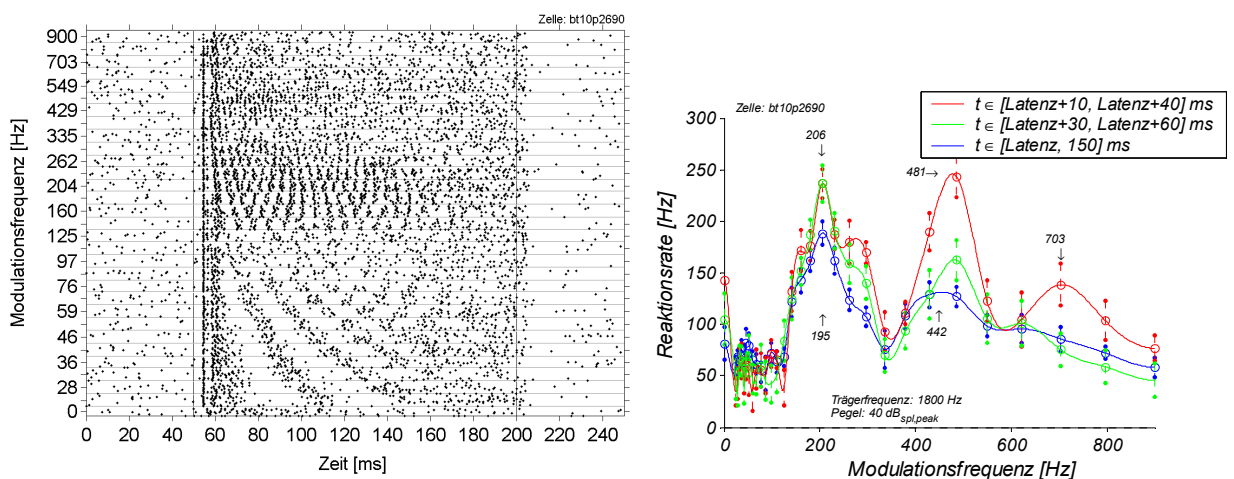 Zelle: bt10p2690
Modulationsfrequenz [Hz]
900
703
549
429
335
262
204
160
125
97
76
59
46
36
28
0
0 20 40 60 80 100 120 140 160 180 200 220 240
Zeit [ms]
t ∈ [Latenz+10, Latenz+40] ms
t ∈ [Latenz+30, Latenz+60] ms
t ∈ [Latenz, 150] ms
Zelle: bt10p2690
Reaktionsrate [Hz]
300
250
200
150
100
50
0
206
↓
481→
703
↓
↑
195
↑
442
Trägerfrequenz: 1800 Hz
Pegel: 40 dBspl,peak
0 200 400 600 800
Modulationsfrequenz [Hz]